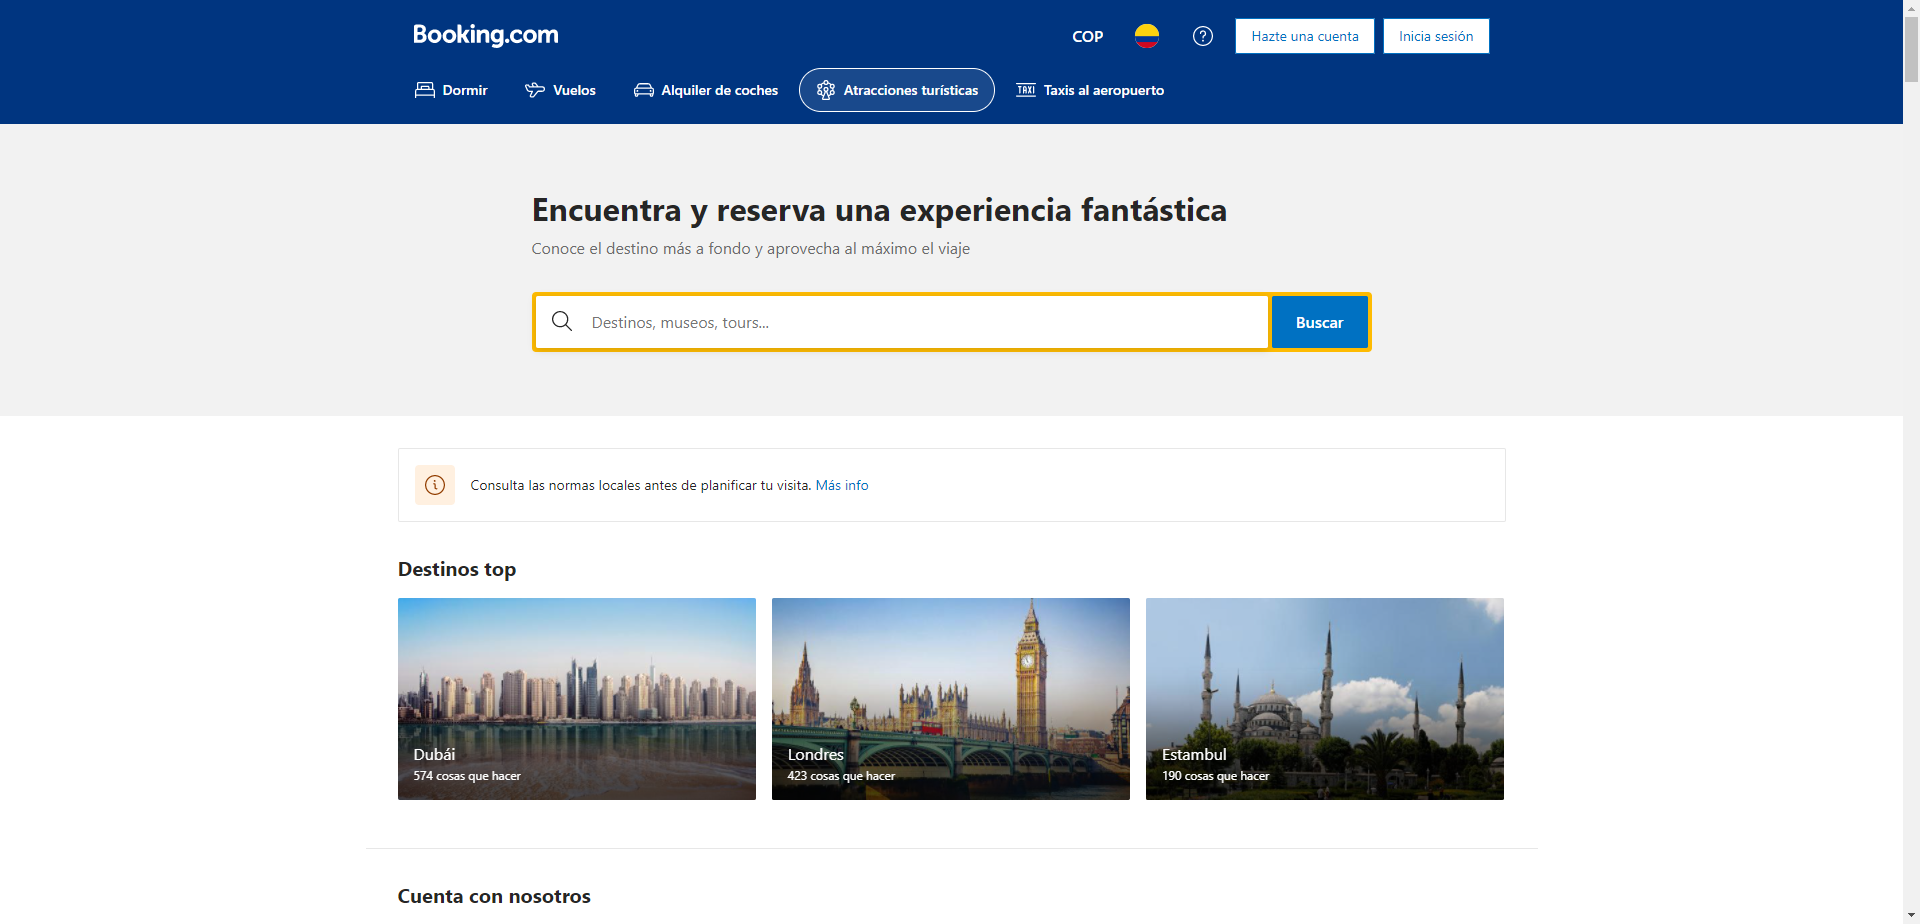 Booking.com
COP
Hazte una cuenta
Inicia sesión
Dormir
Vuelos
Alquiler de coches
Atracciones turísticas
TAXI
Taxis al aeropuerto
Encuentra y reserva una experiencia fantástica
Conoce el destino más a fondo y aprovecha al máximo el viaje
Destinos, museos, tours...
Buscar
Consulta las normas locales antes de planificar tu visita. Más info
Destinos top
Dubái
574 cosas que hacer
Londres
423 cosas que hacer
Estambul
190 cosas que hacer
Cuenta con nosotros